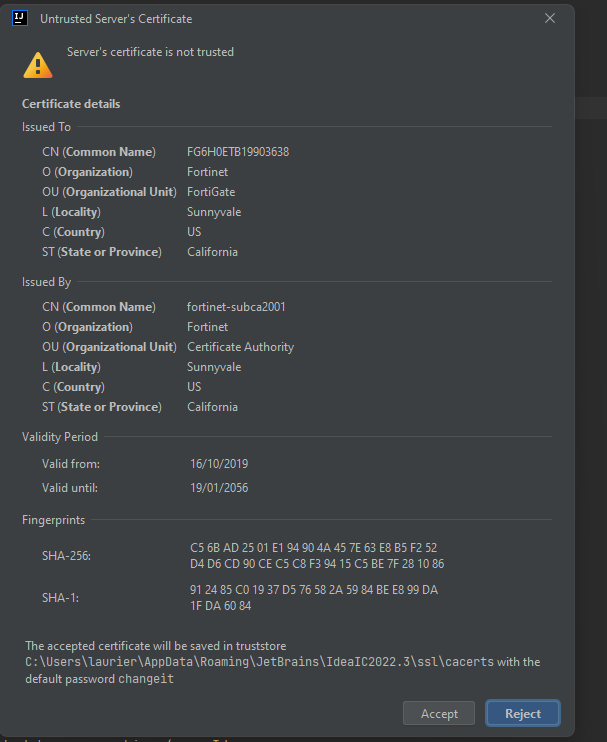 Untrusted Server's Certificate
Server's certificate is not trusted
Certificate details
Issued To
CN (Common Name) FG6H0ETB19903638
O (Organization) Fortinet
OU (Organizational Unit) FortiGate
L (Locality) Sunnyvale
C (Country) US
ST (State or Province) California
Issued By
CN (Common Name) fortinet-subca2001
O (Organization) Fortinet
OU (Organizational Unit) Certificate Authority
L (Locality) Sunnyvale
C (Country) US
ST (State or Province) California
Validity Period
Valid from: 16/10/2019
Valid until: 19/01/2056
Fingerprints
SHA-256: C5 6B AD 25 01 E1 94 90 4A 45 7E 63 E8 B5 F2 52
D4 D6 CD 90 CE C5 C8 F3 94 15 C5 BE 7F 28 10 86
SHA-1: 91 24 85 C0 19 37 D5 76 58 2A 59 84 BE E8 99 DA
1F DA 60 84
The accepted certificate will be saved in truststore
C:\Users\laurier\AppData\Roaming\JetBrains\IdeaIC2022.3\ssl\cacerts with the
default password changeit
Accept Reject